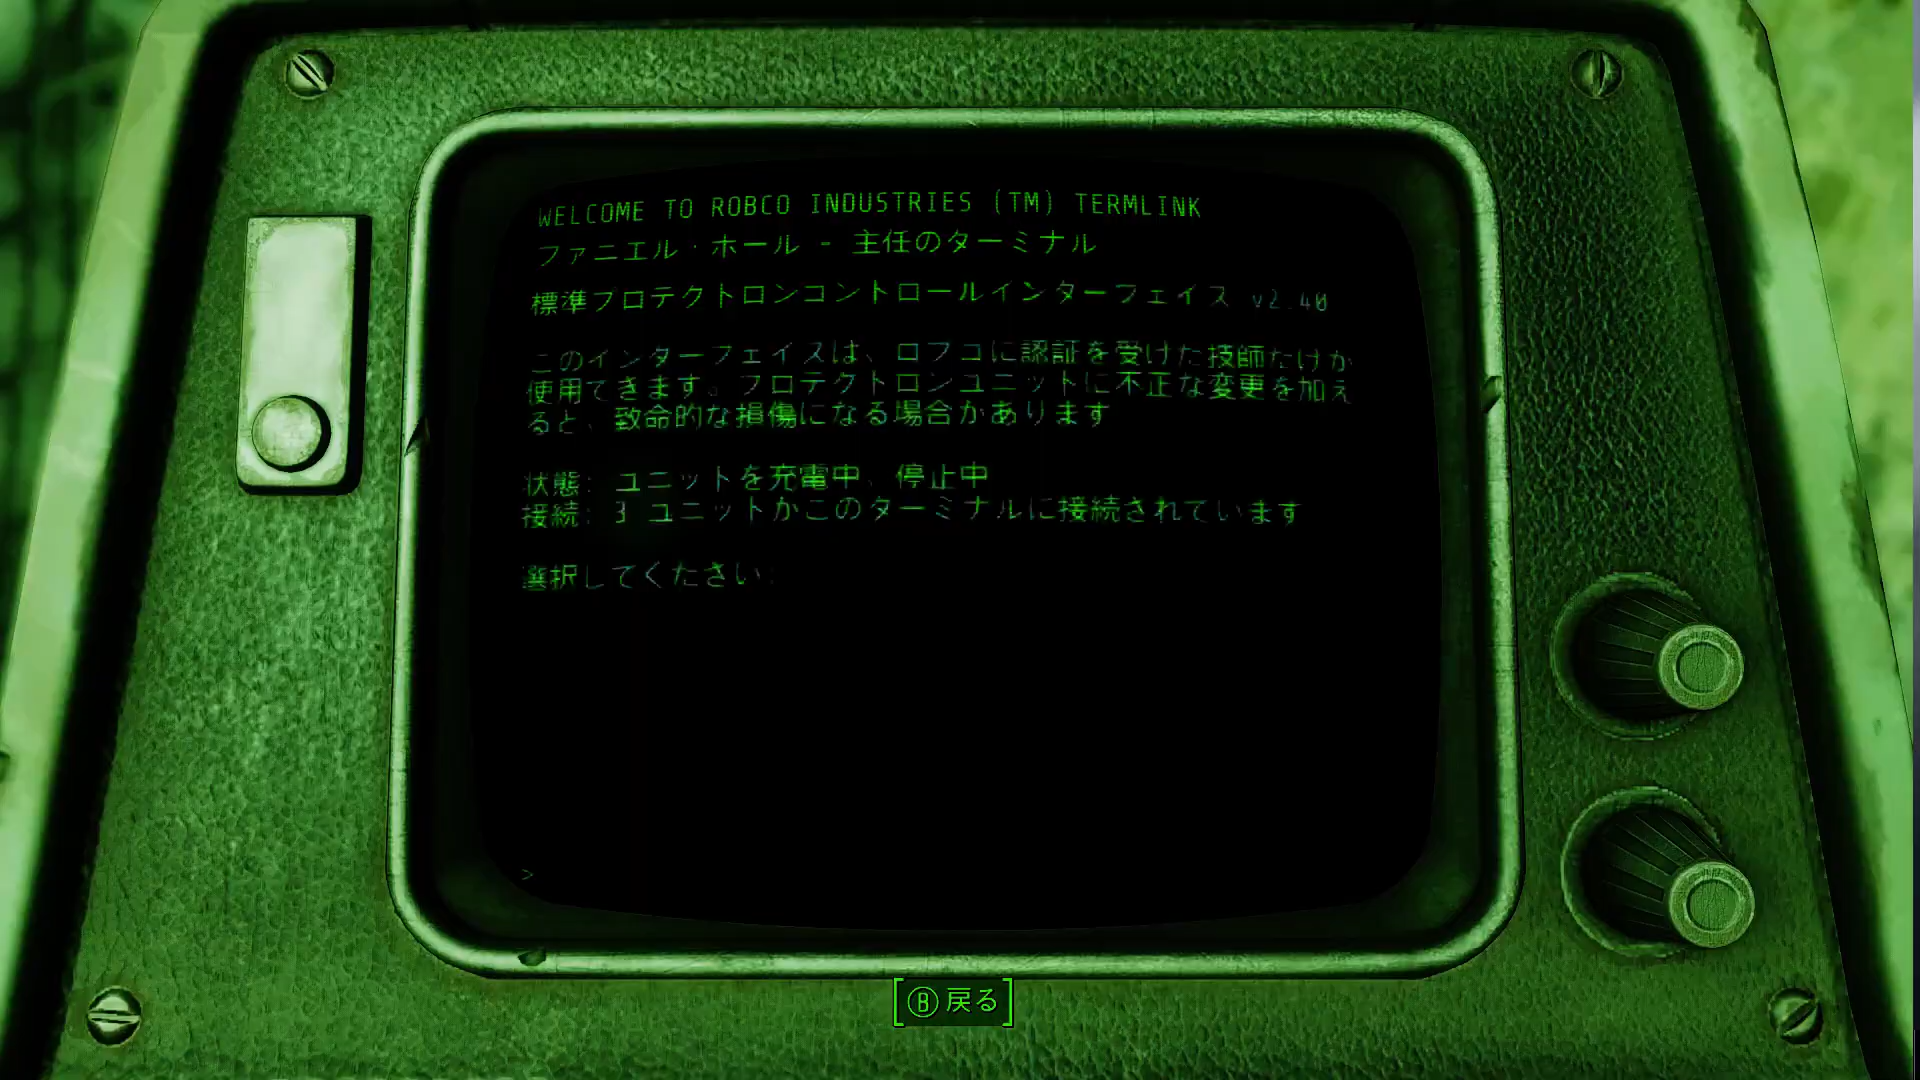 WELCOME TO ROBCO INDUSTRIES (TM) TERMLINK
ファニエル・ホール - 主任のターミナル
標準プロテクトロンコントロールインターフェイス v2.40
このインターフェイスは、ロブコに認証を受けた技師だけが
使用できます。プロテクトロンユニットに不正な変更を加え
ると、致命的な損傷になる場合があります
状態: ユニットを充電中、停止中
接続: 3 ユニットがこのターミナルに接続されています
選択してください:
>
Ⓑ戻る